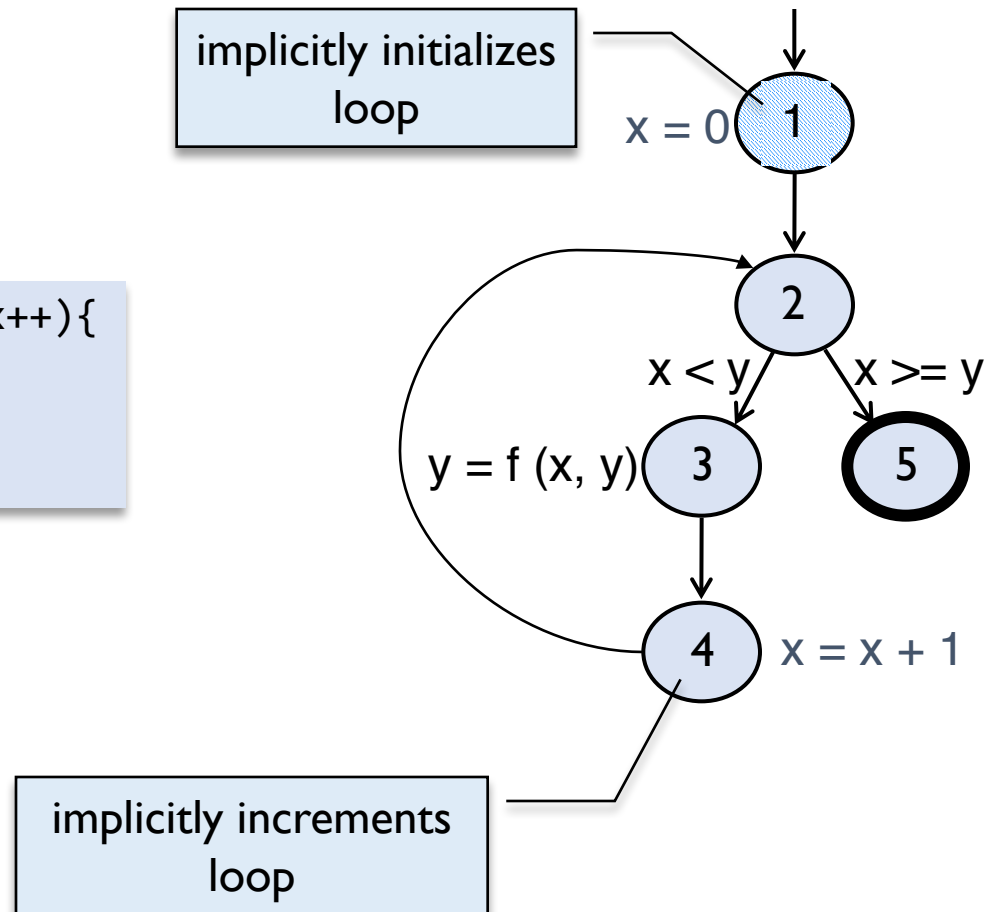 implicitly initializes
loop
x = 0
1
2
x++){
x < y
x >= y
y = f (x, y)
3
5
4
x = x + 1
implicitly increments
loop